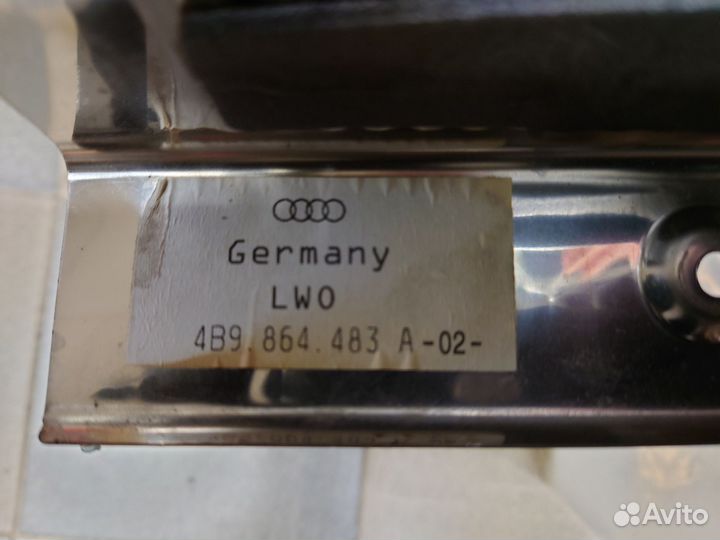 Germany
LWO
4B9.864.483 A-02-
Avito